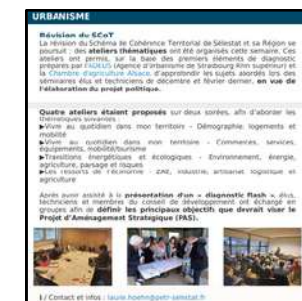 URBANISME
Révision du SCoT
La révision du Schéma de Cohérence Territorial de Sélestat et sa Région se
poursuit : des ateliers thématiques ont été organisés cette semaine. Ces
ateliers ont permis, sur la base des premiers éléments de diagnostic
préparés par l'ADEUS (Agence d'urbanisme de Strasbourg Rhin supérieur) et
la Chambre d'agriculture Alsace, d'approfondir les sujets abordés lors des
séminaires élus et techniciens de décembre et février dernier, en vue de
l'élaboration du projet politique.
Quatre ateliers étaient proposés sur deux soirées, afin d'aborder les
thématiques suivantes :
▶Vivre au quotidien dans mon territoire - Démographie, logements et
mobilité
▶Vivre au quotidien dans mon territoire - Commerces, services,
équipements, mobilité/tourisme
▶Transitions énergétiques et écologiques - Environnement, énergie,
agriculture, paysage et risques
▶Les ressorts de l'économie - ZAE, industrie, artisanat, logistique et
agriculture
Après avoir assisté à la présentation d'un « diagnostic flash », élus,
techniciens et membres du conseil de développement ont échangé en
groupes afin de définir les principaux objectifs que devrait viser le
Projet d'Aménagement Stratégique (PAS).
/ Contact et infos : laurie.hoehn@petr-selestat.fr